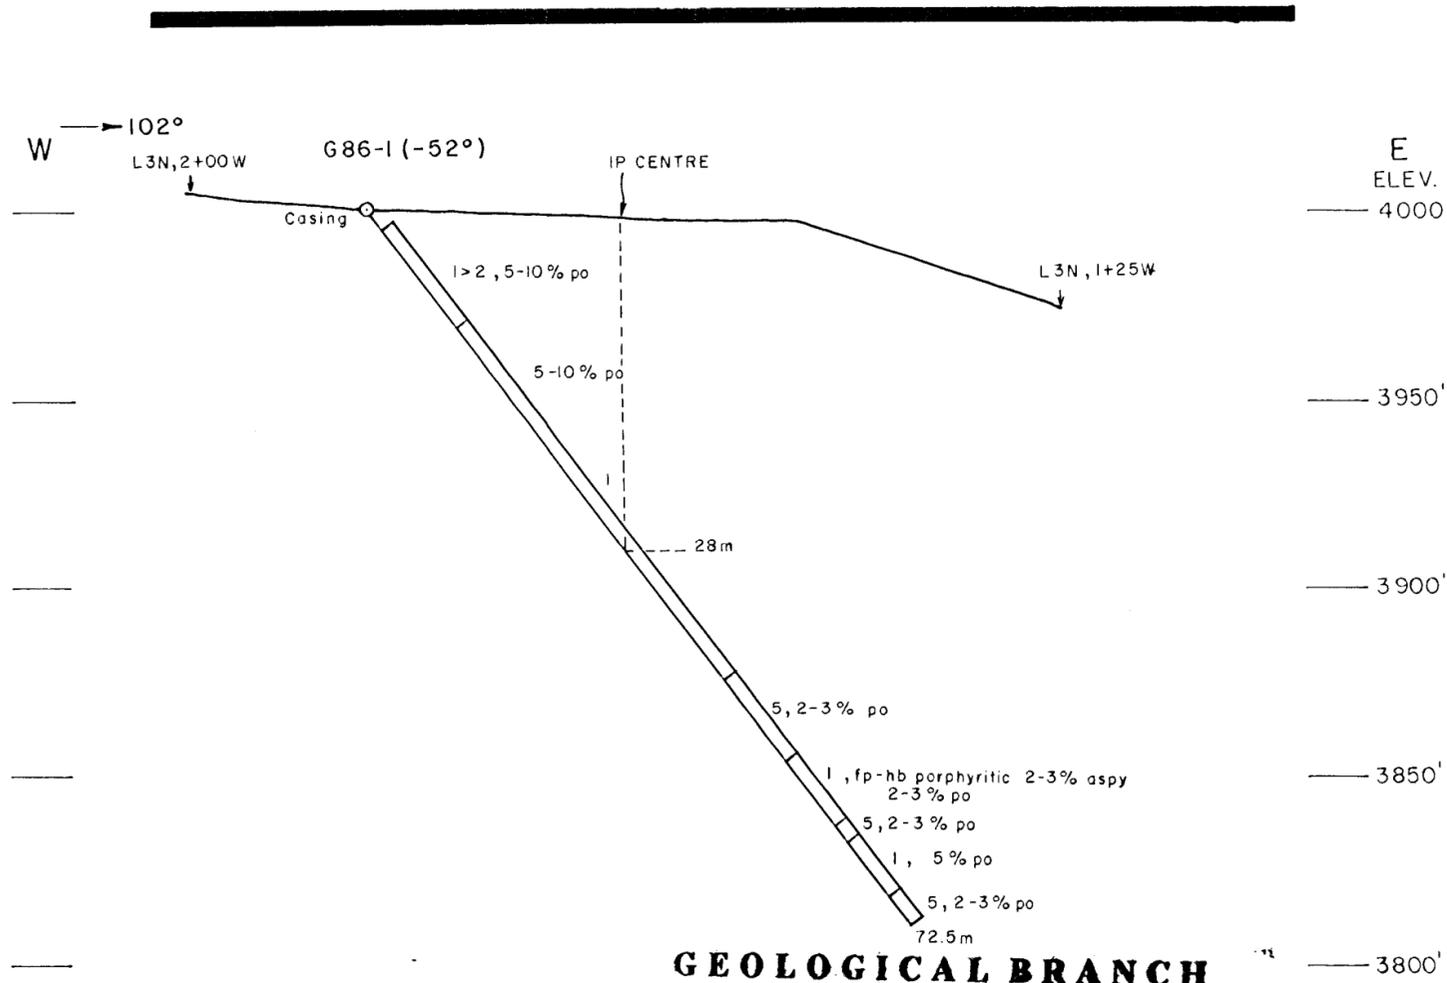 W
102°
L3N, 2+00W
G86-1 (-52°)
IP CENTRE
E
ELEV.
4000
Casing
1>2, 5-10% po
L3N, 1+25W
5-10% po
3950'
1
28m
3900'
5, 2-3% po
1, fp-hb porphyritic 2-3% aspy
2-3% po
3850'
5, 2-3% po
1, 5% po
5, 2-3% po
72.5m
GEOLOGICAL BRANCH
3800'